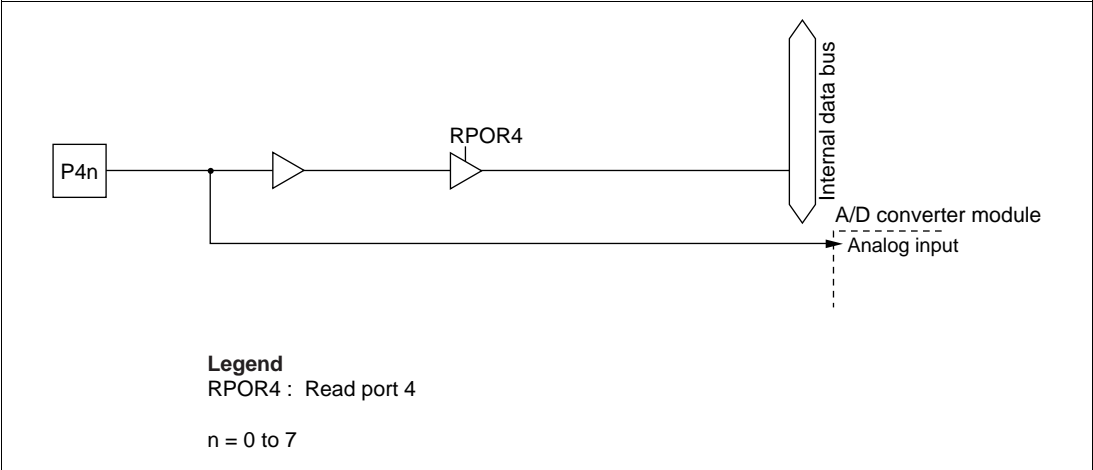 RPOR4
P4n
Internal data bus
A/D converter module
Analog input
Legend
RPOR4 : Read port 4
n = 0 to 7